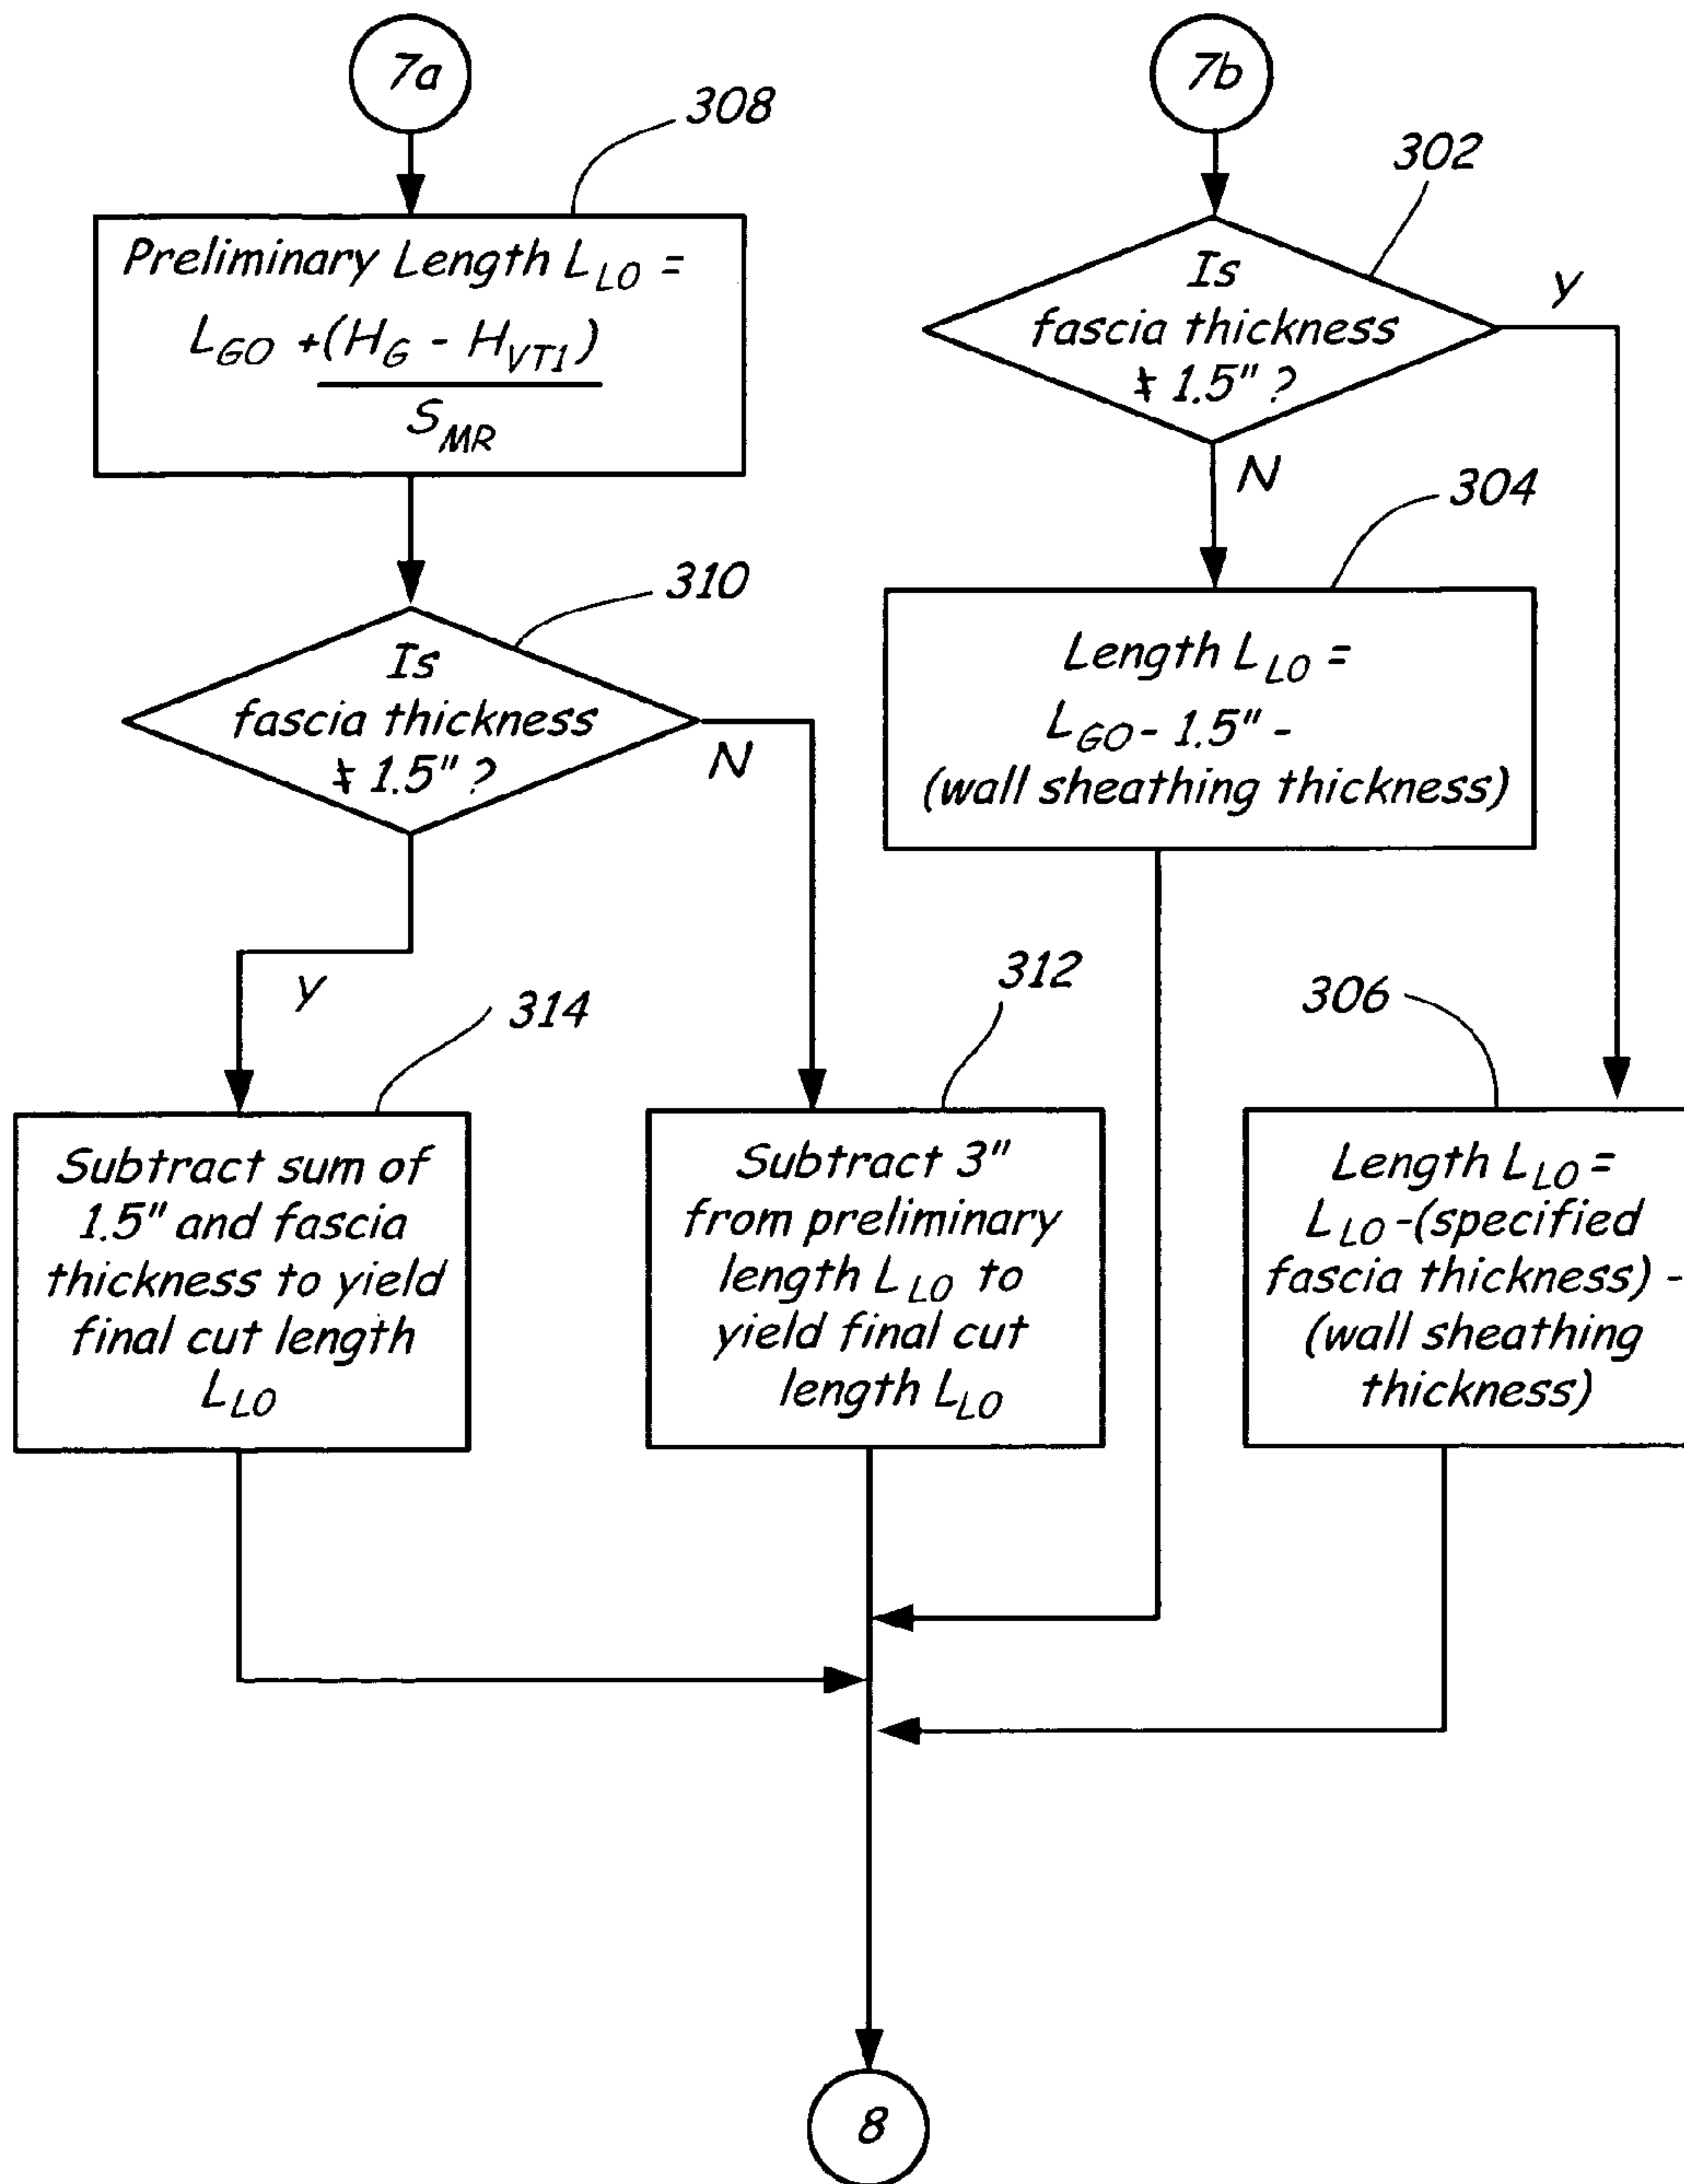 7a
308
Preliminary Length L_LO =
L_GO +(H_G - H_VT1)
S_MR
310
Is
fascia thickness
≠ 1.5" ?
N
Y
314
Subtract sum of
1.5" and fascia
thickness to yield
final cut length
L_LO
312
Subtract 3"
from preliminary
length L_LO to
yield final cut
length L_LO
7b
302
Is
fascia thickness
≠ 1.5" ?
Y
N
304
Length L_LO =
L_GO - 1.5" -
(wall sheathing thickness)
306
Length L_LO =
L_LO -(specified
fascia thickness) -
(wall sheathing
thickness)
8